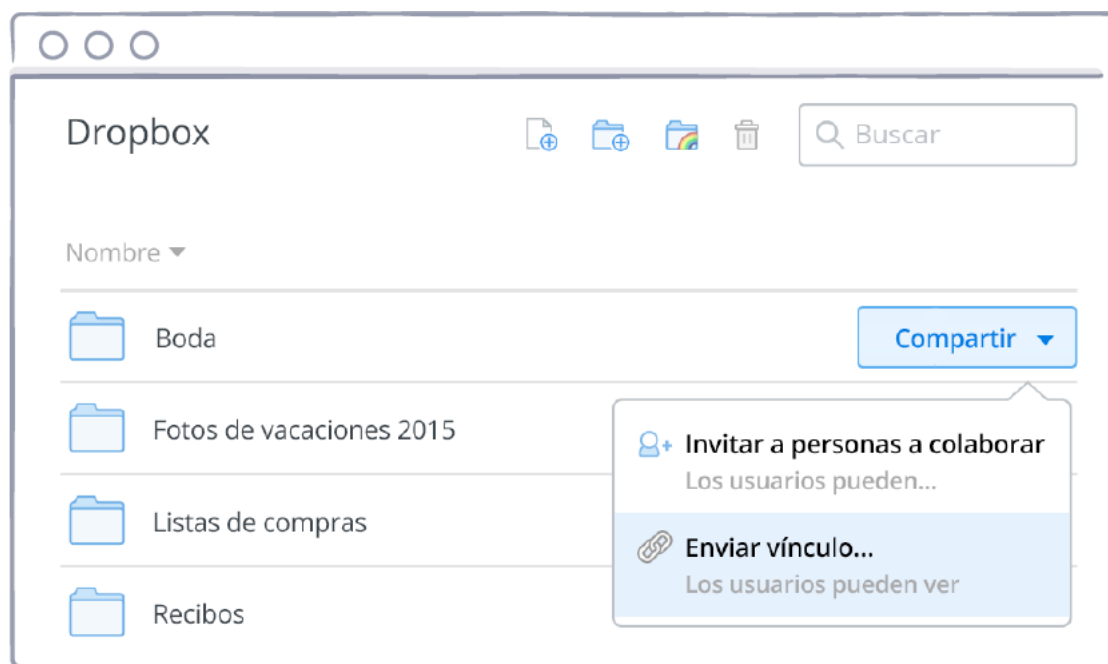 Dropbox
Buscar
Nombre
Boda
Compartir
Fotos de vacaciones 2015
Invitar a personas a colaborar
Los usuarios pueden...
Listas de compras
Enviar vínculo...
Los usuarios pueden ver
Recibos